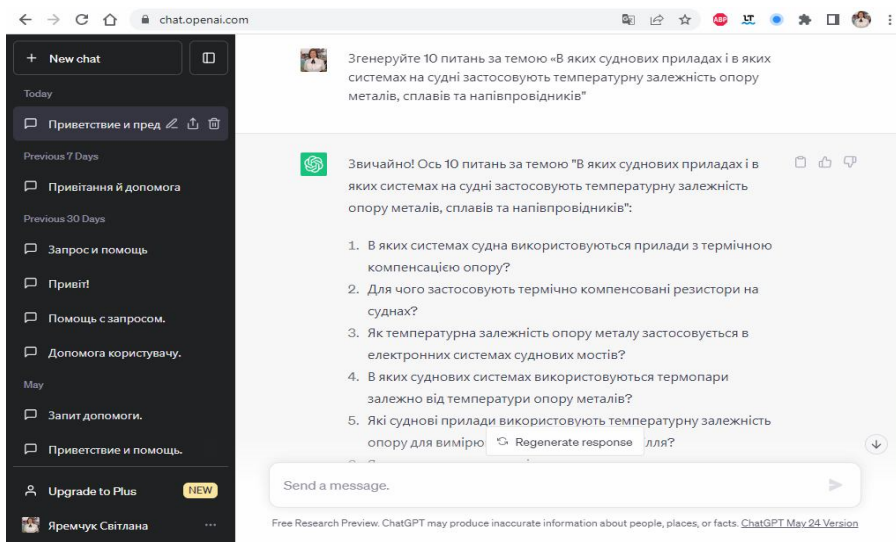 chat.openai.com
ABP
LT
+ New chat
Today
Приветствие и пред
Previous 7 Days
Привітання й допомога
Previous 30 Days
Запрос и помощь
Привіт!
Помощь с запросом.
Допомога користувачу.
May
Запит допомоги.
Приветствие и помощь.
Upgrade to Plus NEW
Яремчук Світлана ...
Згенеруйте 10 питань за темою «В яких суднових приладах і в яких
системах на судні застосовують температурну залежність опору
металів, сплавів та напівпровідників"
Звичайно! Ось 10 питань за темою "В яких суднових приладах і в
яких системах на судні застосовують температурну залежність
опору металів, сплавів та напівпровідників":
1. В яких системах судна використовуються прилади з термічною
компенсацією опору?
2. Для чого застосовують термічно компенсовані резистори на
суднах?
3. Як температурна залежність опору металу застосовується в
електронних системах суднових мостів?
4. В яких суднових системах використовуються термопари
залежно від температури опору металів?
5. Які суднові прилади використовують температурну залежність
опору для вимірю лля?
Regenerate response
Send a message.
Free Research Preview. ChatGPT may produce inaccurate information about people, places, or facts. ChatGPT May 24 Version